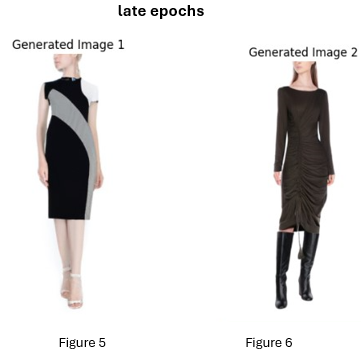 late epochs
Generated Image 1
Generated Image 2
Figure 5
Figure 6